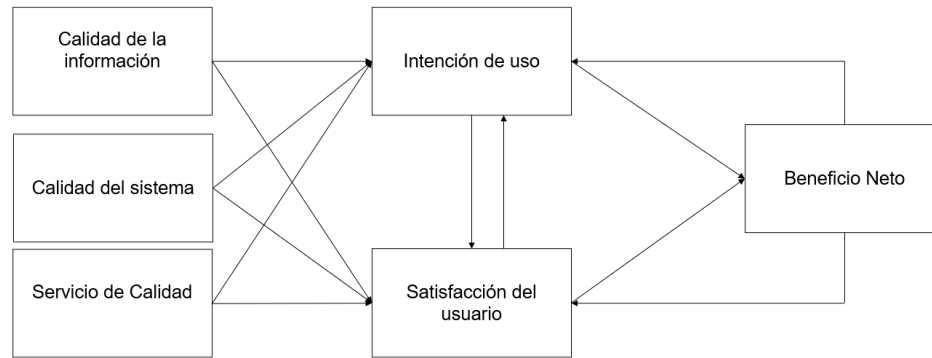 Calidad de la
información
Intención de uso
Calidad del sistema
Beneficio Neto
Servicio de Calidad
Satisfacción del
usuario